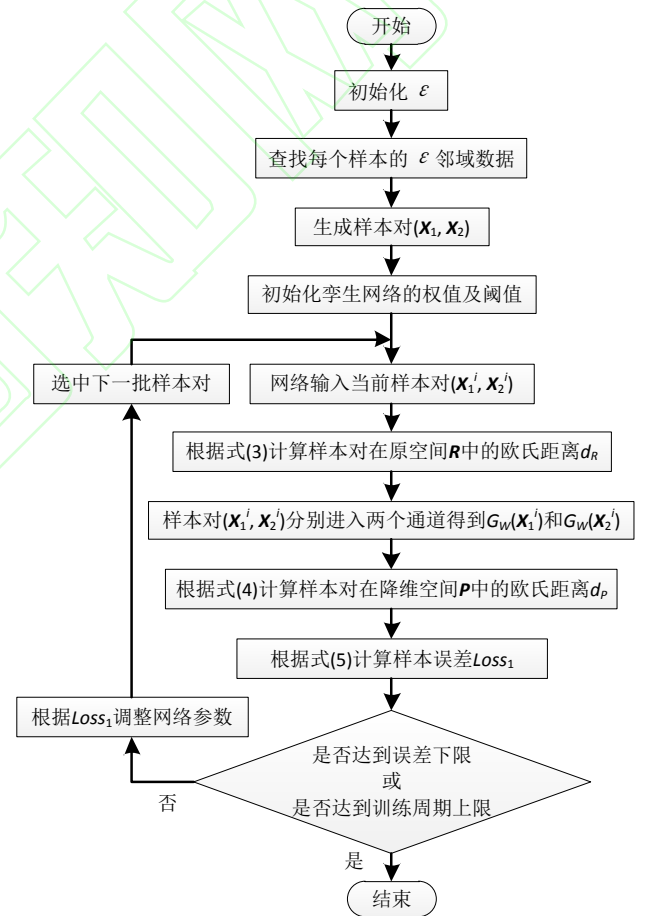 开始
初始化 ε
查找每个样本的 ε 邻域数据
生成样本对(X₁, X₂)
初始化孪生网络的权值及阈值
选中下一批样本对
网络输入当前样本对(X₁ⁱ, X₂ⁱ)
根据式(3)计算样本对在原空间R中的欧氏距离d_R
样本对(X₁ⁱ, X₂ⁱ)分别进入两个通道得到G_W(X₁ⁱ)和G_W(X₂ⁱ)
根据式(4)计算样本对在降维空间P中的欧氏距离d_P
根据式(5)计算样本误差Loss₁
根据Loss₁调整网络参数
是否达到误差下限
或
是否达到训练周期上限
否
是
结束